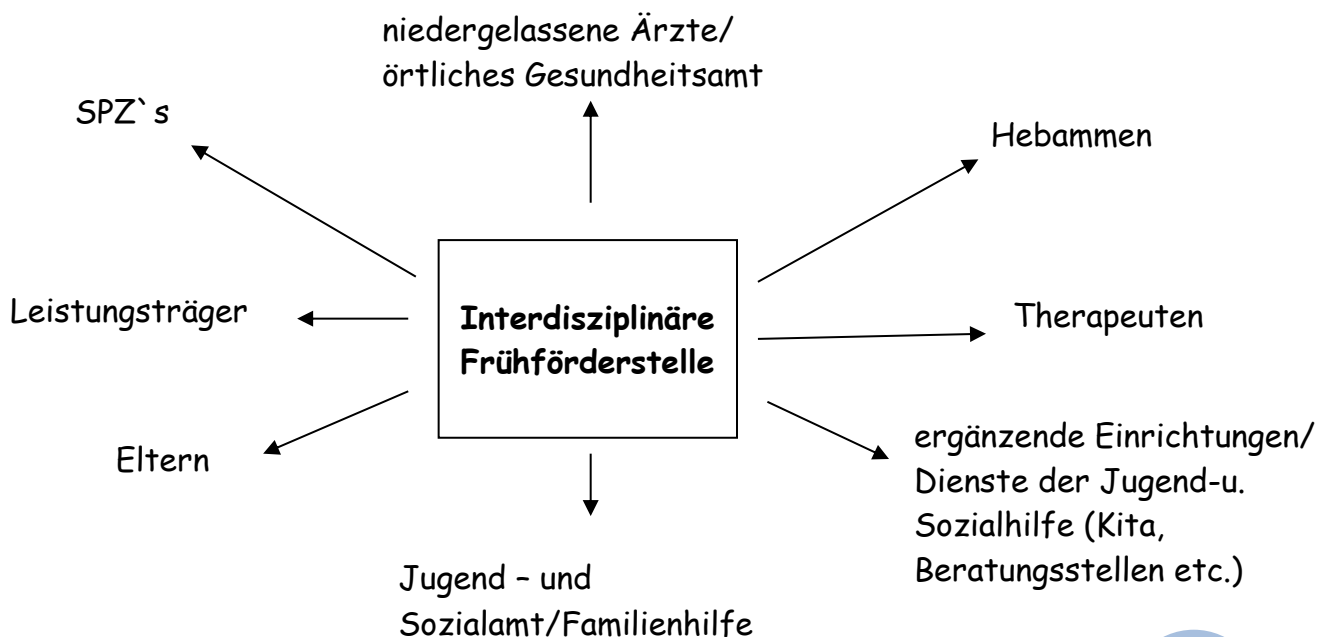 niedergelassene Ärzte/
örtliches Gesundheitsamt
SPZ`s
Hebammen
Leistungsträger
Interdisziplinäre
Frühförderstelle
Therapeuten
Eltern
ergänzende Einrichtungen/
Dienste der Jugend-u.
Sozialhilfe (Kita,
Beratungsstellen etc.)
Jugend – und
Sozialamt/Familienhilfe